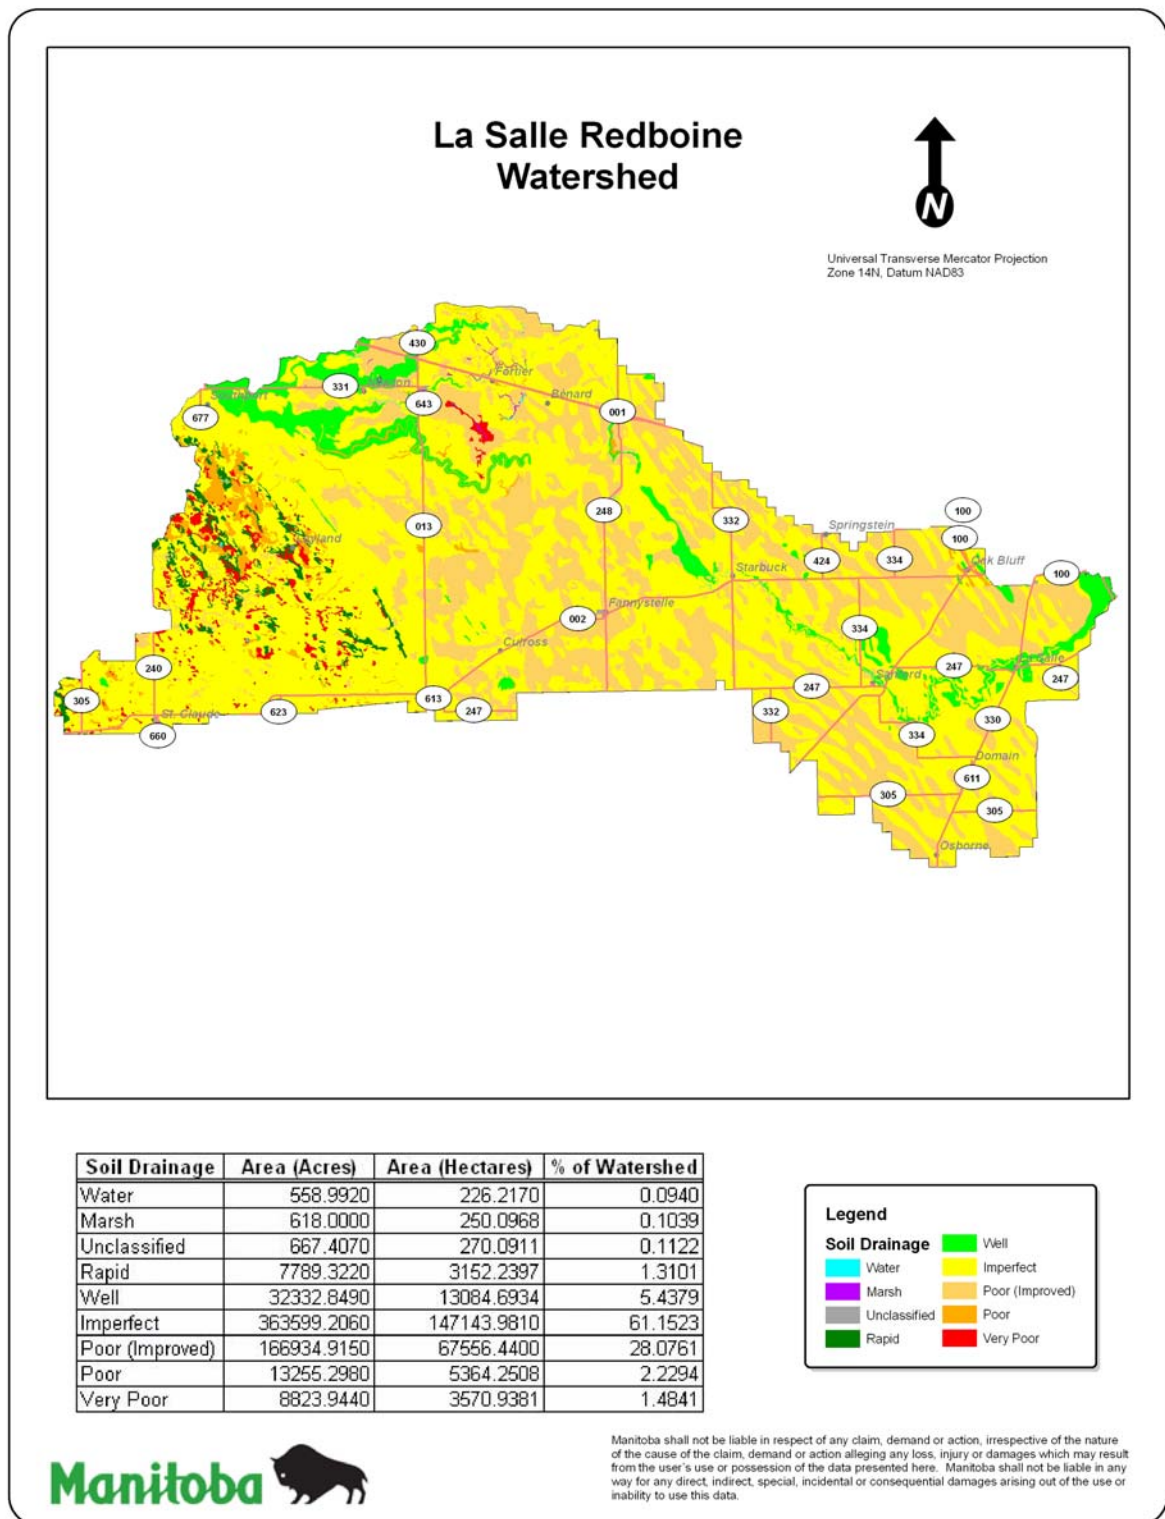 La Salle Redboine
Watershed
N
Universal Transverse Mercator Projection
Zone 14N, Datum NAD83
430
331
643
677
Fortier
Bénard
001
013
248
332
Springstein
100
100
Oak Bluff
424
334
100
Starbuck
002
Fannystelle
Culross
334
247
La Salle
247
Sanford
247
240
305
St. Claude
623
613
247
660
332
334
330
Domain
611
305
305
Osborne
Soil Drainage Area (Acres) Area (Hectares) % of Watershed
Water 558.9920 226.2170 0.0940
Marsh 618.0000 250.0968 0.1039
Unclassified 667.4070 270.0911 0.1122
Rapid 7789.3220 3152.2397 1.3101
Well 32332.8490 13084.6934 5.4379
Imperfect 363599.2060 147143.9810 61.1523
Poor (Improved) 166934.9150 67556.4400 28.0761
Poor 13255.2980 5364.2508 2.2294
Very Poor 8823.9440 3570.9381 1.4841
Legend
Soil Drainage
Water
Marsh
Unclassified
Rapid
Well
Imperfect
Poor (Improved)
Poor
Very Poor
Manitoba
Manitoba shall not be liable in respect of any claim, demand or action, irrespective of the nature
of the cause of the claim, demand or action alleging any loss, injury or damages which may result
from the user's use or possession of the data presented here. Manitoba shall not be liable in any
way for any direct, indirect, special, incidental or consequential damages arising out of the use or
inability to use this data.